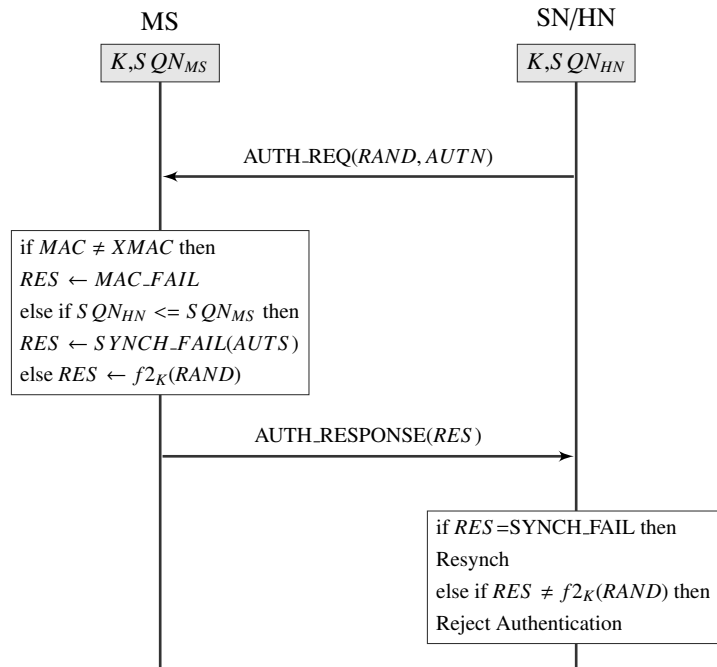 MS
SN/HN
K,SQN_MS
K,SQN_HN
AUTH_REQ(RAND, AUTN)
if MAC ≠ XMAC then
RES ← MAC_FAIL
else if SQN_HN <= SQN_MS then
RES ← SYNCH_FAIL(AUTS)
else RES ← f2_K(RAND)
AUTH_RESPONSE(RES)
if RES=SYNCH_FAIL then
Resynch
else if RES ≠ f2_K(RAND) then
Reject Authentication